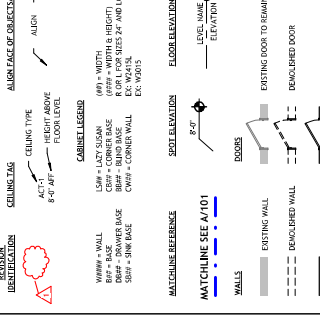 REVISION
IDENTIFICATION
1
CEILING TAG
CEILING TYPE
ACT-1
8'-0" AFF
HEIGHT ABOVE
FLOOR LEVEL
ALIGN FACE OF OBJECTS
ALIGN
CABINET LEGEND
W#### = WALL
B## = BASE
DB## = DRAWER BASE
SB## = SINK BASE
LS## = LAZY SUSAN
CB## = CORNER BASE
BB## = BLIND BASE
CW## = CORNER WALL
(##) = WIDTH
(#### = WIDTH & HEIGHT)
R OR L FOR SIZES 24" AND
EX: W2415L
EX: W3015
MATCHLINE REFERENCE
MATCHLINE SEE A/101
SPOT ELEVATION
8'-0"
FLOOR ELEVATION
LEVEL NAME
ELEVATION
WALLS
EXISTING WALL
DEMOLISHED WALL
DOORS
EXISTING DOOR TO REMAIN
DEMOLISHED DOOR